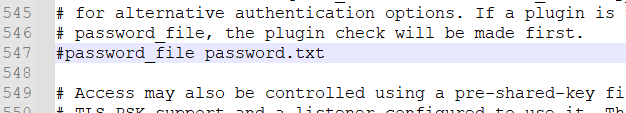 545 # for alternative authentication options. If a plugin is
546 # password_file, the plugin check will be made first.
547 #password_file password.txt
548
549 # Access may also be controlled using a pre-shared-key fi
550 # TLS-PSK support and a listener configured to use it. Th